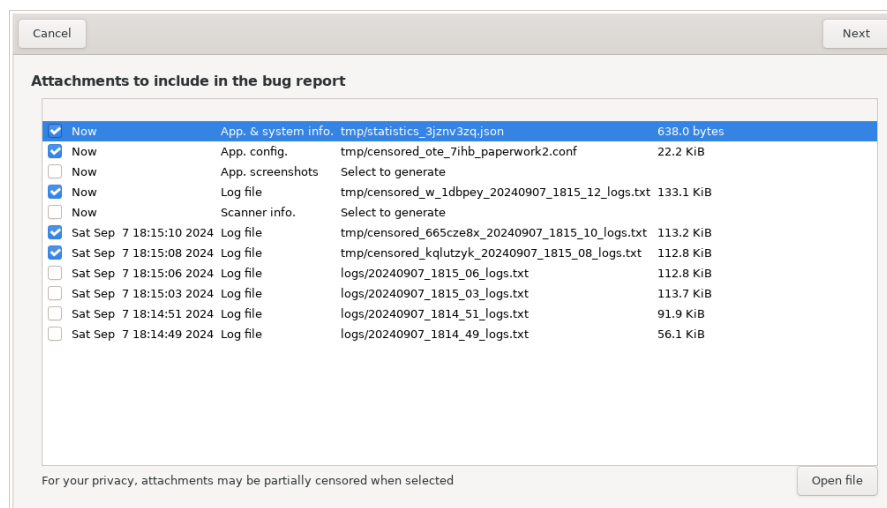 Cancel Next
Attachments to include in the bug report
Now App. & system info. tmp/statistics_3jznv3zq.json 638.0 bytes
Now App. config. tmp/censored_ote_7ihb_paperwork2.conf 22.2 KiB
Now App. screenshots Select to generate
Now Log file tmp/censored_w_1dbpey_20240907_1815_12_logs.txt 133.1 KiB
Now Scanner info. Select to generate
Sat Sep 7 18:15:10 2024 Log file tmp/censored_665cze8x_20240907_1815_10_logs.txt 113.2 KiB
Sat Sep 7 18:15:08 2024 Log file tmp/censored_kqlutzyk_20240907_1815_08_logs.txt 112.8 KiB
Sat Sep 7 18:15:06 2024 Log file logs/20240907_1815_06_logs.txt 112.8 KiB
Sat Sep 7 18:15:03 2024 Log file logs/20240907_1815_03_logs.txt 113.7 KiB
Sat Sep 7 18:14:51 2024 Log file logs/20240907_1814_51_logs.txt 91.9 KiB
Sat Sep 7 18:14:49 2024 Log file logs/20240907_1814_49_logs.txt 56.1 KiB
For your privacy, attachments may be partially censored when selected Open file